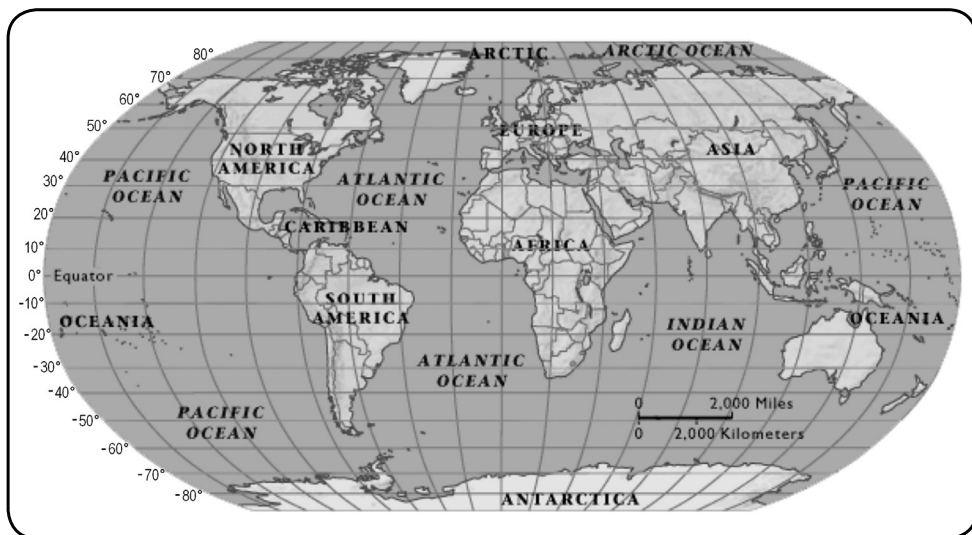 ARCTIC
ARCTIC OCEAN
80°
70°
60°
50°
40°
30°
20°
10°
0°
-10°
-20°
-30°
-40°
-50°
-60°
-70°
-80°
EUROPE
NORTH
AMERICA
ASIA
PACIFIC
OCEAN
ATLANTIC
OCEAN
PACIFIC
OCEAN
CARIBBEAN
AFRICA
Equator
SOUTH
AMERICA
OCEANIA
INDIAN
OCEAN
OCEANIA
ATLANTIC
OCEAN
PACIFIC
OCEAN
0 2,000 Miles
0 2,000 Kilometers
ANTARCTICA